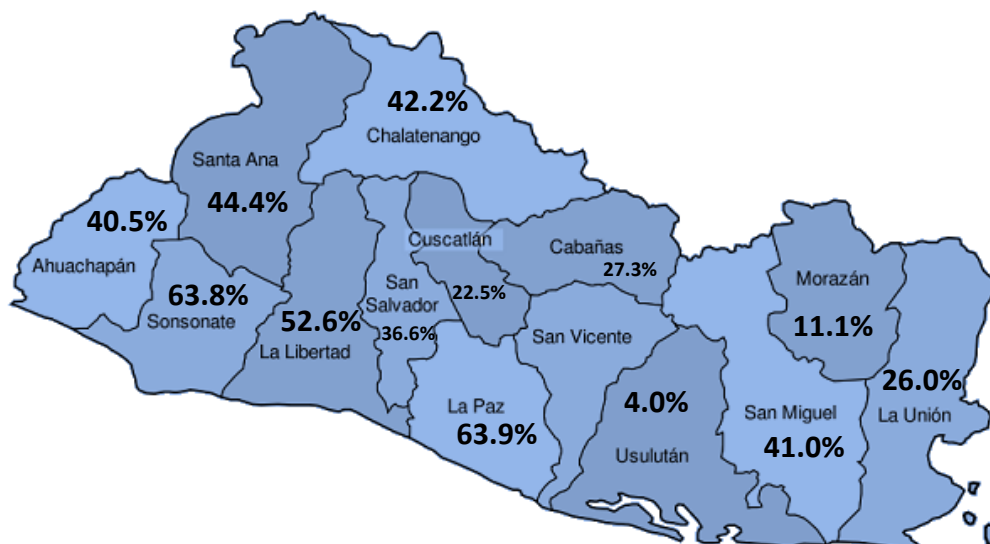 42.2%
Chalatenango
Santa Ana
44.4%
40.5%
Ahuachapán
63.8%
Sonsonate
52.6%
La Libertad
San
Salvador
36.6%
Cuscatlán
22.5%
Cabañas
27.3%
San Vicente
La Paz
63.9%
4.0%
Usulután
Morazán
11.1%
San Miguel
41.0%
26.0%
La Unión